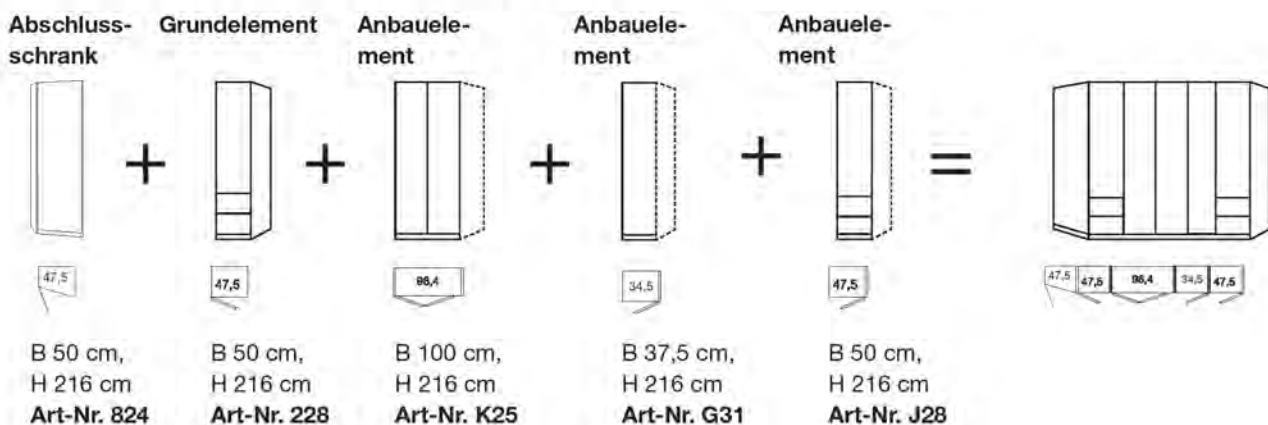 Abschluss-
schrank
Grundelement
Anbauele-
ment
Anbauele-
ment
Anbauele-
ment
+ + + + =
47,5
47,5
96,4
34,5
47,5
47,5 47,5 96,4 34,5 47,5
B 50 cm,
H 216 cm
Art-Nr. 824
B 50 cm,
H 216 cm
Art-Nr. 228
B 100 cm,
H 216 cm
Art-Nr. K25
B 37,5 cm,
H 216 cm
Art-Nr. G31
B 50 cm,
H 216 cm
Art-Nr. J28